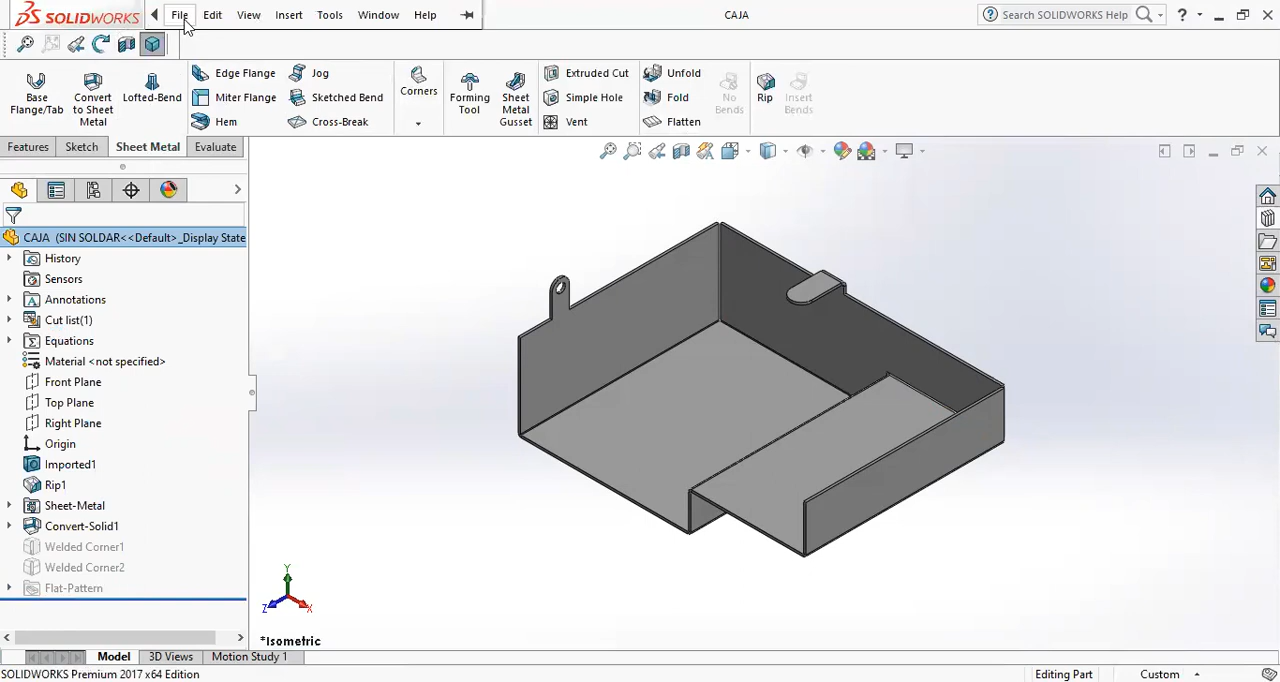 SOLIDWORKS File Edit View Insert Tools Window Help CAJA Search SOLIDWORKS Help ?
Base Flange/Tab
Convert to Sheet Metal
Lofted-Bend
Edge Flange
Miter Flange
Hem
Jog
Sketched Bend
Cross-Break
Corners
Forming Tool
Sheet Metal Gusset
Extruded Cut
Simple Hole
Vent
Unfold
Fold
Flatten
No Bends
Rip
Insert Bends
Features Sketch Sheet Metal Evaluate
CAJA (SIN SOLDAR<<Default>_Display State
History
Sensors
Annotations
Cut list(1)
Equations
Material <not specified>
Front Plane
Top Plane
Right Plane
Origin
Imported1
Rip1
Sheet-Metal
Convert-Solid1
Welded Corner1
Welded Corner2
Flat-Pattern
Y
Z X
*Isometric
Model 3D Views Motion Study 1
SOLIDWORKS Premium 2017 x64 Edition Editing Part Custom